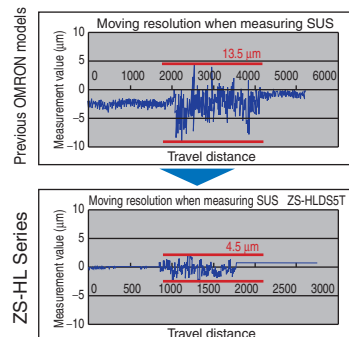 Previous OMRON models
Moving resolution when measuring SUS
Measurement value (μm)
10
5
0
−5
−10
13.5 μm
0 1000 2000 3000 4000 5000 6000
Travel distance
ZS-HL Series
Moving resolution when measuring SUS ZS-HLDS5T
Measurement value (μm)
10
5
0
−5
−10
4.5 μm
0 500 1000 1500 2000 2500 3000
Travel distance